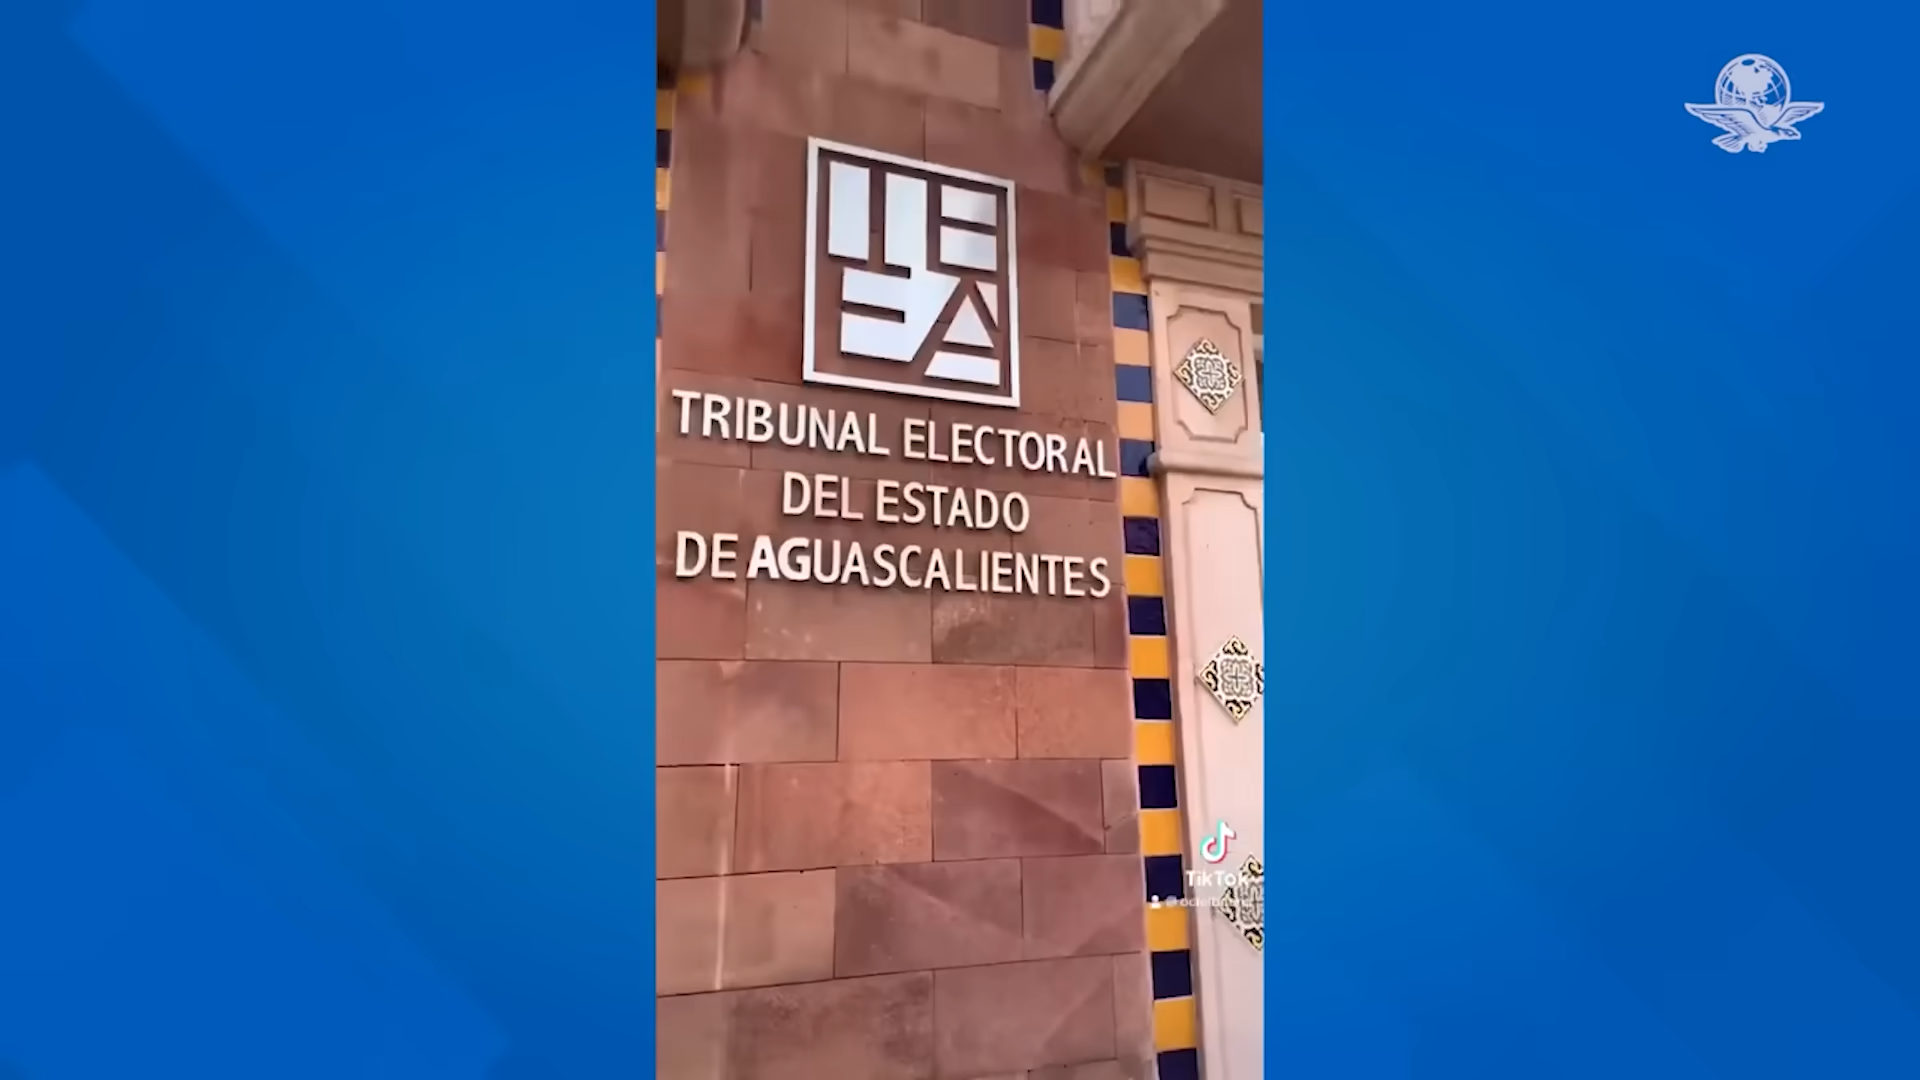 TRIBUNAL ELECTORAL
DEL ESTADO
DE AGUASCALIENTES
TikTok